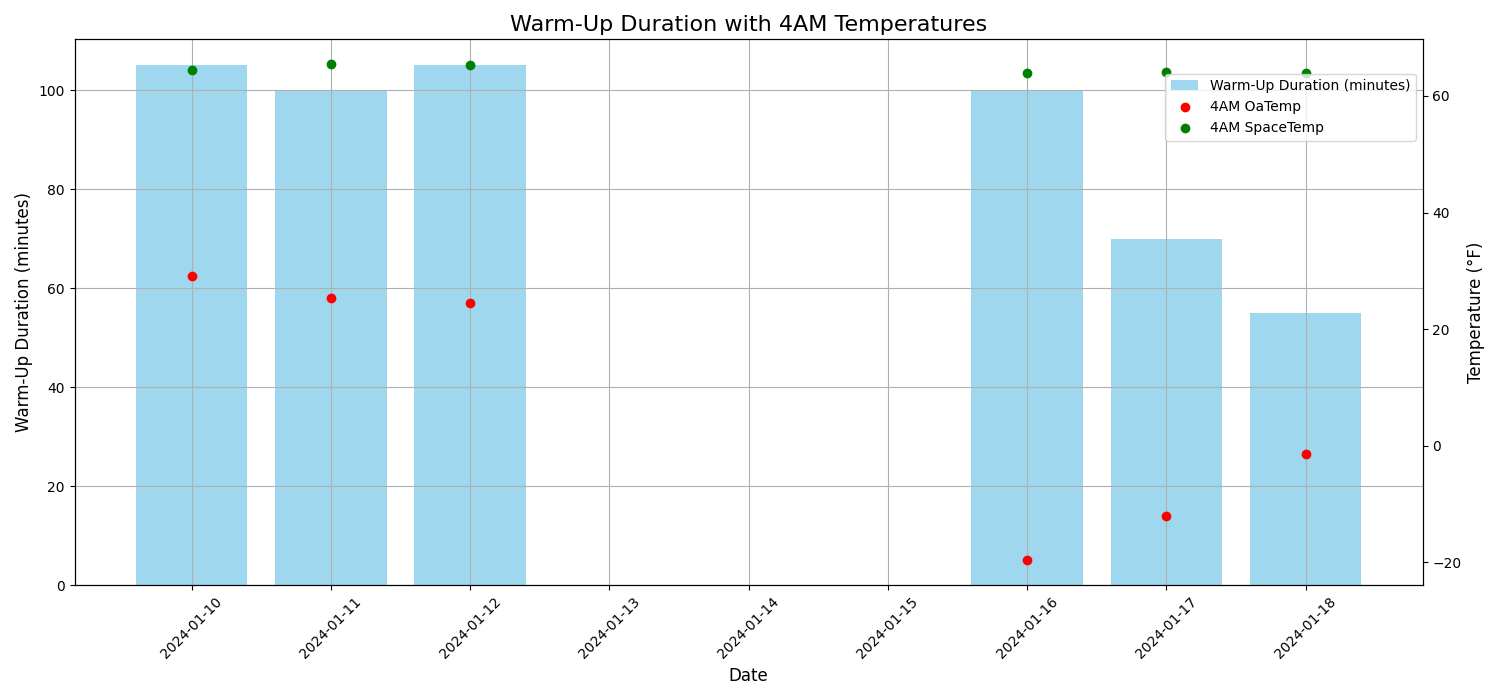 Warm-Up Duration with 4AM Temperatures
Warm-Up Duration (minutes)
100
80
60
40
20
0
Warm-Up Duration (minutes)
4AM OaTemp
4AM SpaceTemp
60
40
20
0
−20
Temperature (°F)
2024-01-10
2024-01-11
2024-01-12
2024-01-13
2024-01-14
2024-01-15
2024-01-16
2024-01-17
2024-01-18
Date